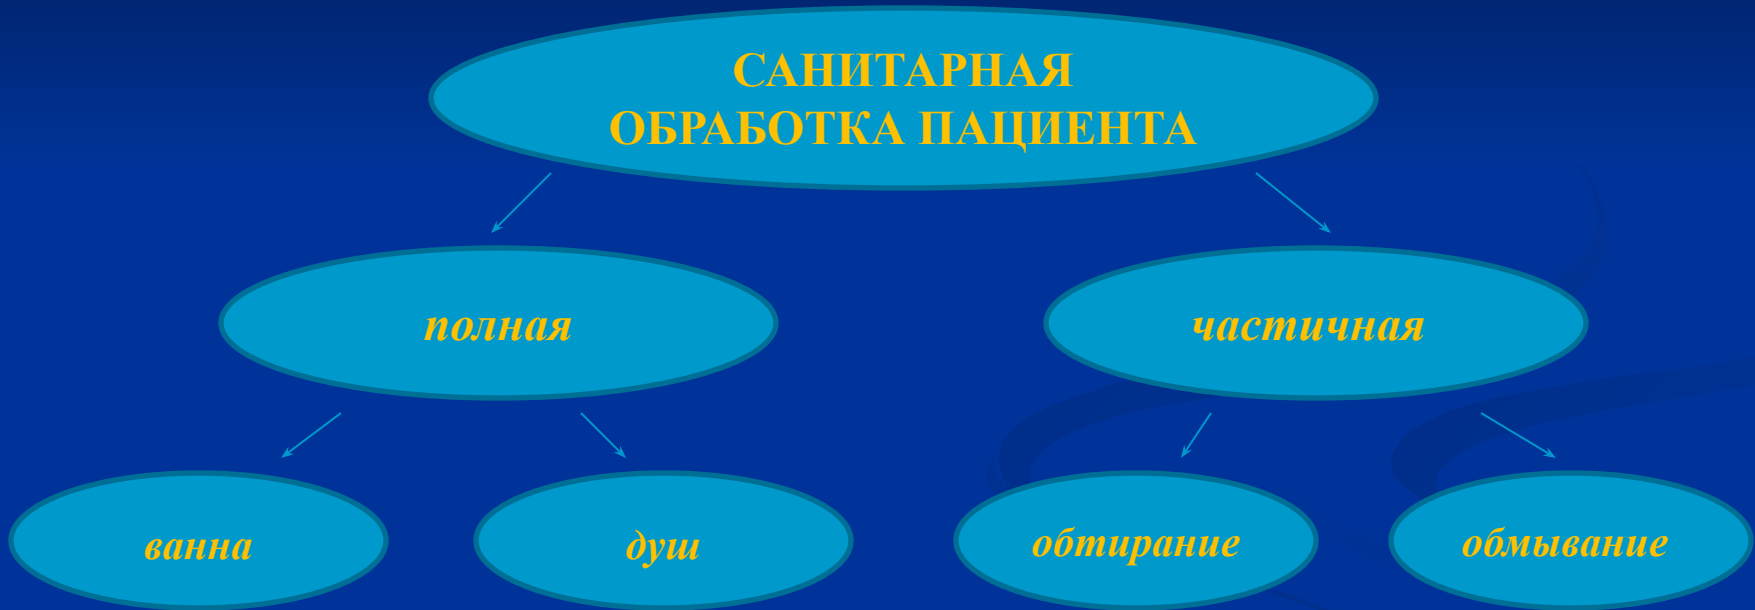 САНИТАРНАЯ
ОБРАБОТКА ПАЦИЕНТА
полная
частичная
ванна
душ
обтирание
обмывание